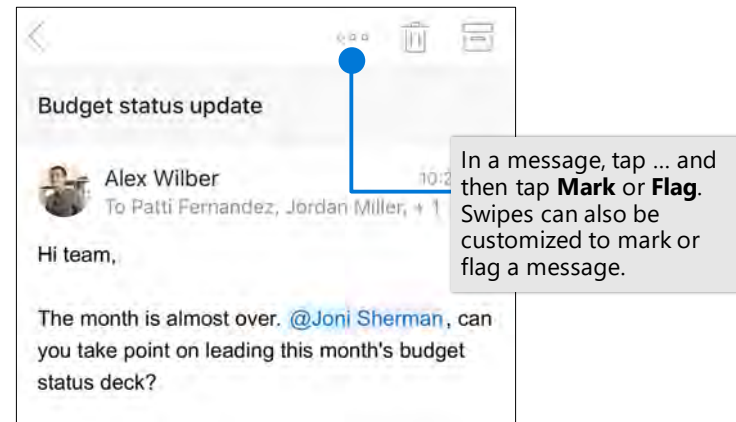 Budget status update
Alex Wilber
10:2
To Patti Fernandez, Jordan Miller, + 1
In a message, tap ... and
then tap Mark or Flag.
Swipes can also be
customized to mark or
flag a message.
Hi team,
The month is almost over. @Joni Sherman, can
you take point on leading this month's budget
status deck?